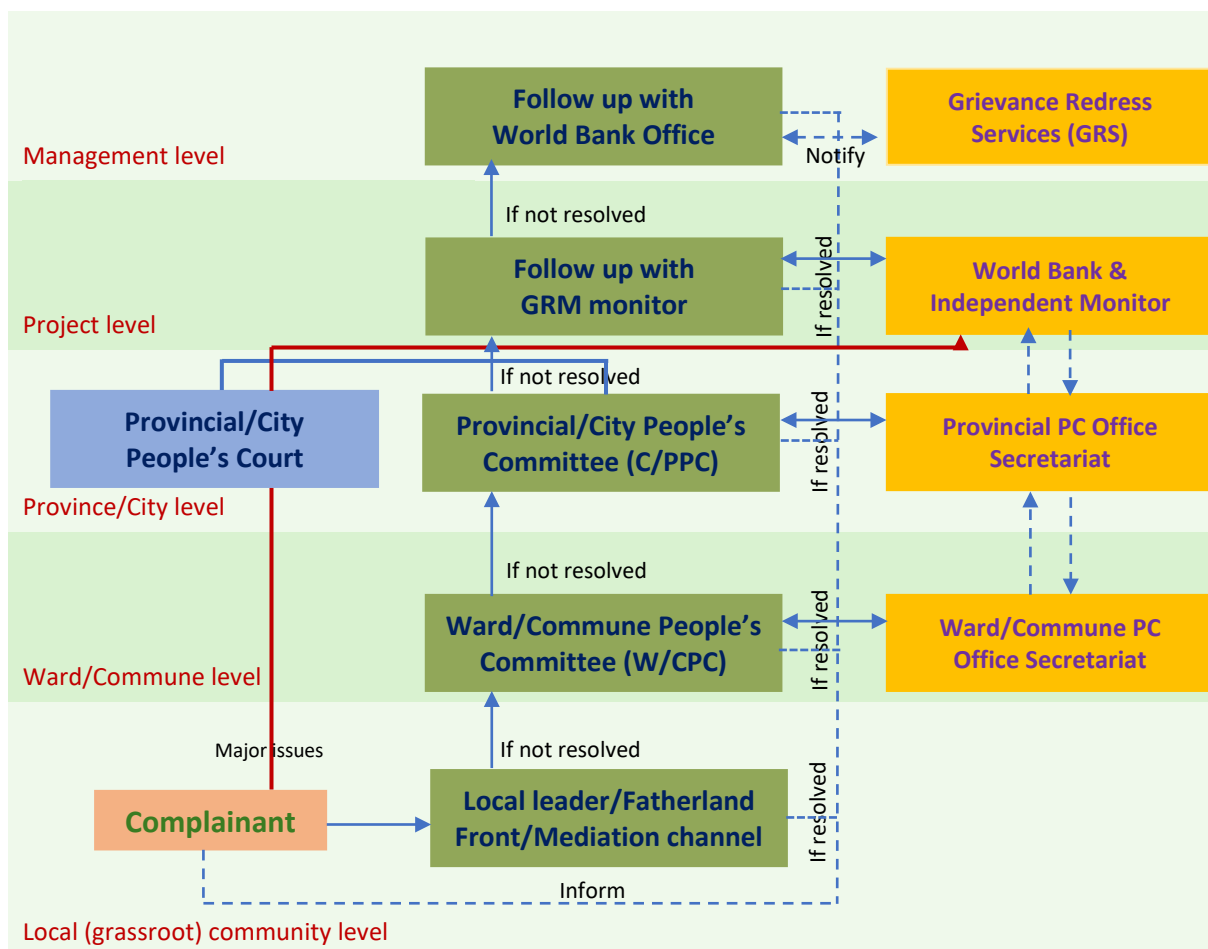 Follow up with
World Bank Office
Grievance Redress
Services (GRS)
Notify
Management level
If not resolved
Follow up with
GRM monitor
If resolved
World Bank &
Independent Monitor
Project level
If not resolved
Provincial/City
People's Court
Provincial/City People's
Committee (C/PPC)
If resolved
Provincial PC Office
Secretariat
Province/City level
If not resolved
Ward/Commune People's
Committee (W/CPC)
If resolved
Ward/Commune PC
Office Secretariat
Ward/Commune level
Major issues
If not resolved
Complainant
Local leader/Fatherland
Front/Mediation channel
If resolved
Inform
Local (grassroot) community level